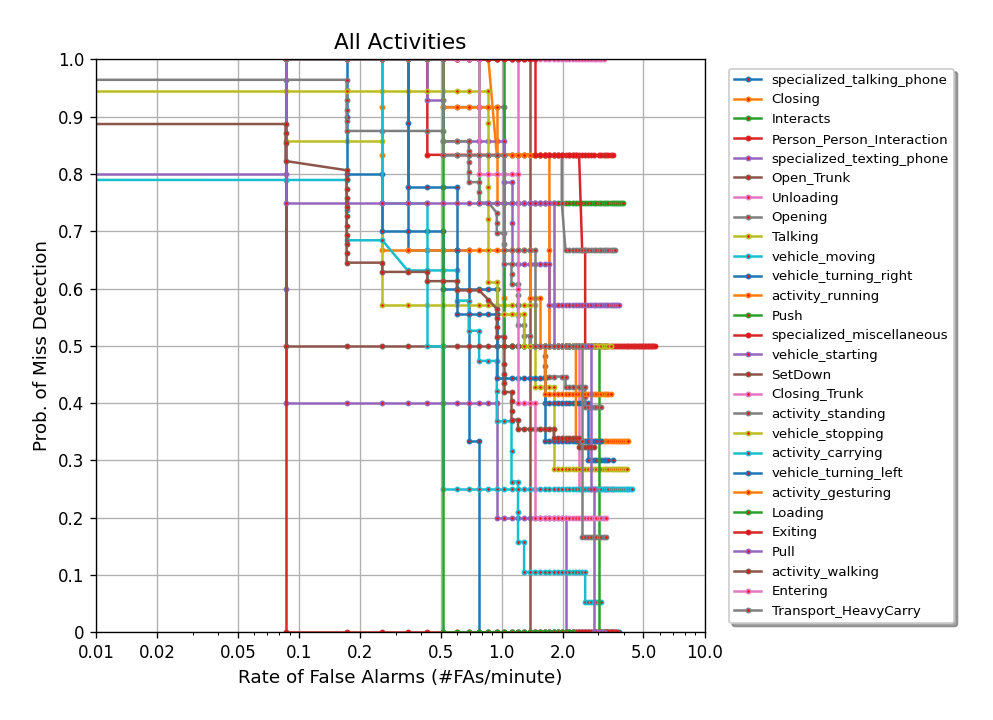 All Activities
1.0
0.9
0.8
0.7
0.6
0.5
0.4
0.3
0.2
0.1
0
Prob. of Miss Detection
0.01 0.02 0.05 0.1 0.2 0.5 1.0 2.0 5.0 10.0
Rate of False Alarms (#FAs/minute)
specialized_talking_phone
Closing
Interacts
Person_Person_Interaction
specialized_texting_phone
Open_Trunk
Unloading
Opening
Talking
vehicle_moving
vehicle_turning_right
activity_running
Push
specialized_miscellaneous
vehicle_starting
SetDown
Closing_Trunk
activity_standing
vehicle_stopping
activity_carrying
vehicle_turning_left
activity_gesturing
Loading
Exiting
Pull
activity_walking
Entering
Transport_HeavyCarry